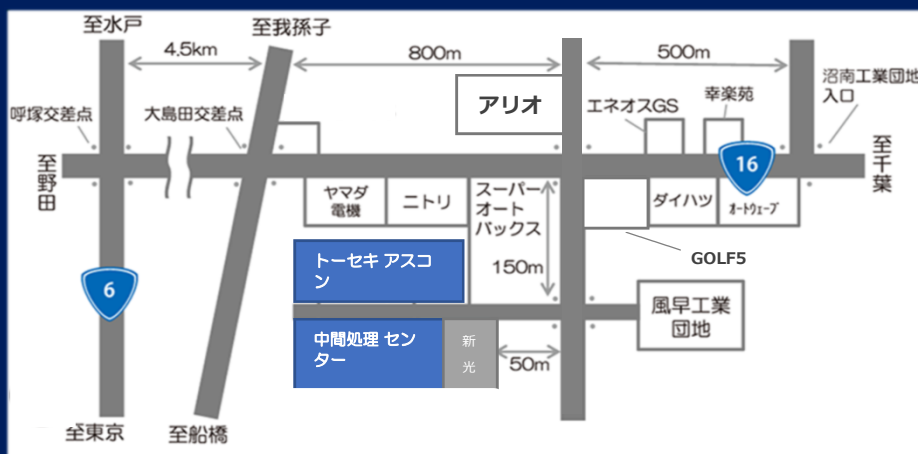 至水戸
至我孫子
4.5km
800m
500m
アリオ
エネオスGS
幸楽苑
沼南工業団地
入口
呼塚交差点
大島田交差点
至野田
至千葉
16
ヤマダ
電機
ニトリ
スーパー
オート
バックス
ダイハツ
オートウェーブ
GOLF5
トーセキ アスコ
ン
150m
6
風早工業
団地
中間処理 セン
ター
新
光
50m
至東京
至船橋